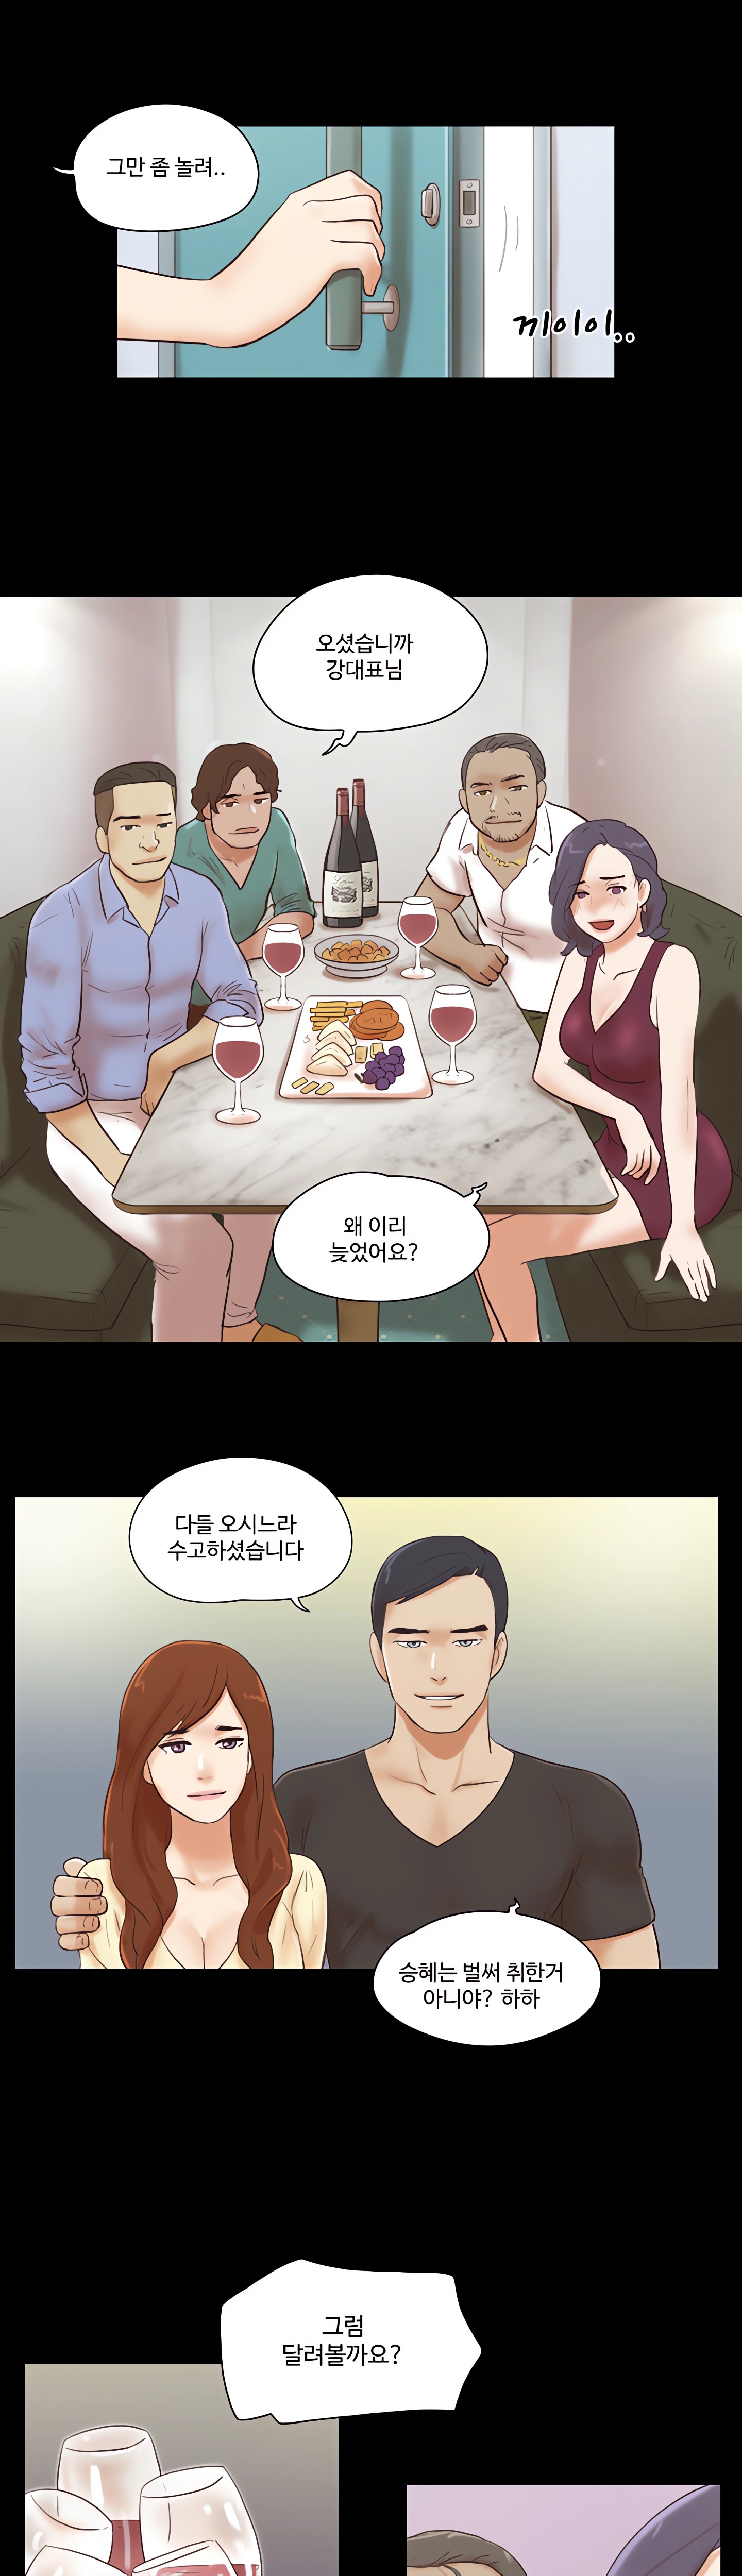 그만 좀 놀려..
끼이이이..
오셨습니까
강대표님
왜 이리
늦었어요?
다들 오시느라
수고하셨습니다
승혜는 벌써 취한거
아니야? 하하
그럼
달려볼까요?